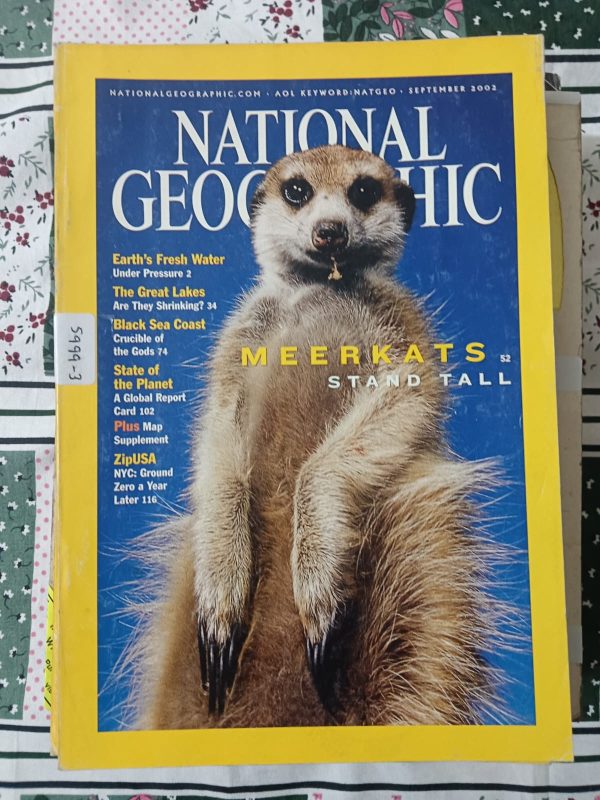 NATIONALGEOGRAPHIC.COM · AOL KEYWORD:NATGEO · SEPTEMBER 2002
NATIONAL
GEOGRAPHIC
Earth's Fresh Water
Under Pressure 2
The Great Lakes
Are They Shrinking? 34
Black Sea Coast
Crucible of
the Gods 74
State of
the Planet
A Global Report
Card 102
Plus Map
Supplement
ZipUSA
NYC: Ground
Zero a Year
Later 116
MEERKATS 52
STAND TALL
5999-3